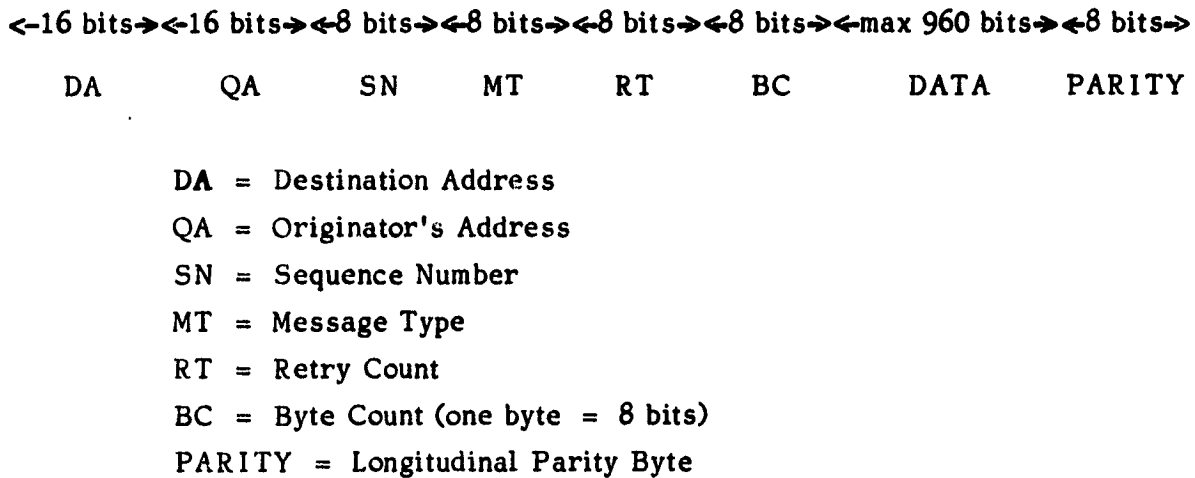 <-16 bits-><-16 bits-><-8 bits-><-8 bits-><-8 bits-><-8 bits-><-max 960 bits-><-8 bits->
DA QA SN MT RT BC DATA PARITY
DA = Destination Address
QA = Originator's Address
SN = Sequence Number
MT = Message Type
RT = Retry Count
BC = Byte Count (one byte = 8 bits)
PARITY = Longitudinal Parity Byte